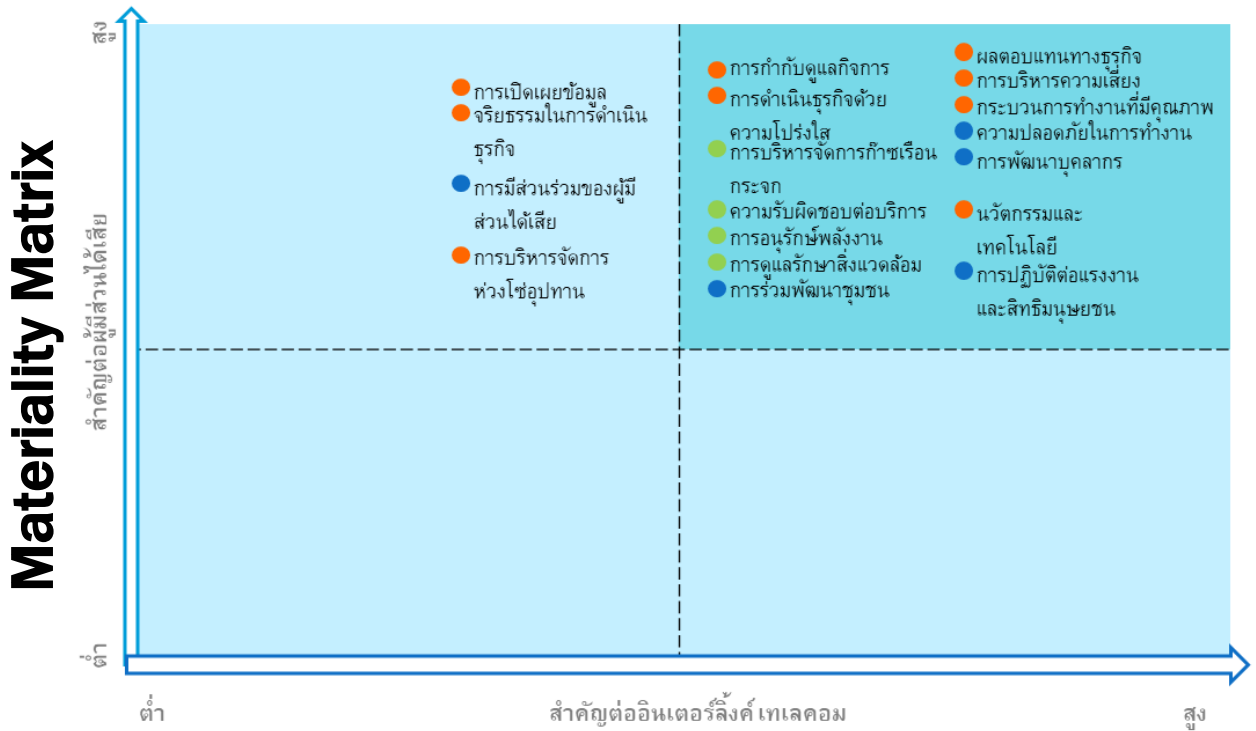 Materiality Matrix
สูง
สำคัญต่อผู้มีส่วนได้เสีย
ต่ำ
การเปิดเผยข้อมูล
จริยธรรมในการดำเนิน
ธุรกิจ
การมีส่วนร่วมของผู้มี
ส่วนได้เสีย
การบริหารจัดการ
ห่วงโซ่อุปทาน
การกำกับดูแลกิจการ
การดำเนินธุรกิจด้วย
ความโปร่งใส
การบริหารจัดการก๊าซเรือน
กระจก
ความรับผิดชอบต่อบริการ
การอนุรักษ์พลังงาน
การดูแลรักษาสิ่งแวดล้อม
การร่วมพัฒนาชุมชน
ผลตอบแทนทางธุรกิจ
การบริหารความเสี่ยง
กระบวนการทำงานที่มีคุณภาพ
ความปลอดภัยในการทำงาน
การพัฒนาบุคลากร
นวัตกรรมและ
เทคโนโลยี
การปฏิบัติต่อแรงงาน
และสิทธิมนุษยชน
ต่ำ
สำคัญต่ออินเตอร์ลิ้งค์ เทเลคอม
สูง